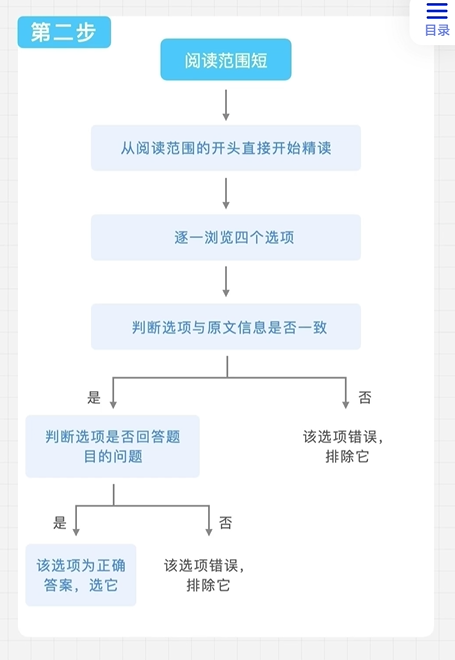 第二步
目录
阅读范围短
从阅读范围的开头直接开始精读
逐一浏览四个选项
判断选项与原文信息是否一致
是
否
判断选项是否回答题
目的问题
该选项错误，
排除它
是
否
该选项为正确
答案，选它
该选项错误，
排除它